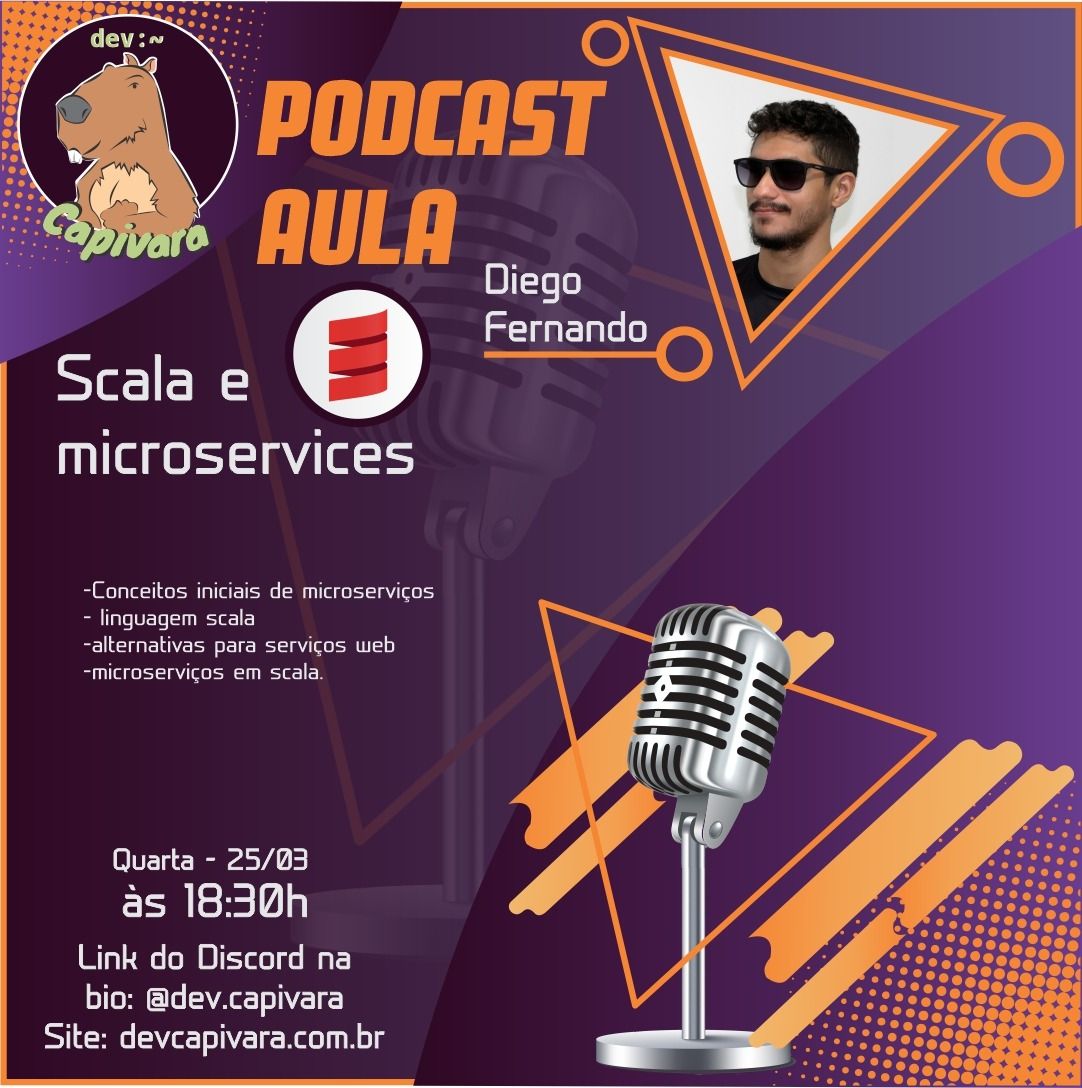 dev:~
Capivara
PODCAST
AULA
Diego
Fernando
Scala e
microservices
-Conceitos iniciais de microserviços
- linguagem scala
-alternativas para serviços web
-microserviços em scala.
Quarta - 25/03
às 18:30h
Link do Discord na
bio: @dev.capivara
Site: devcapivara.com.br